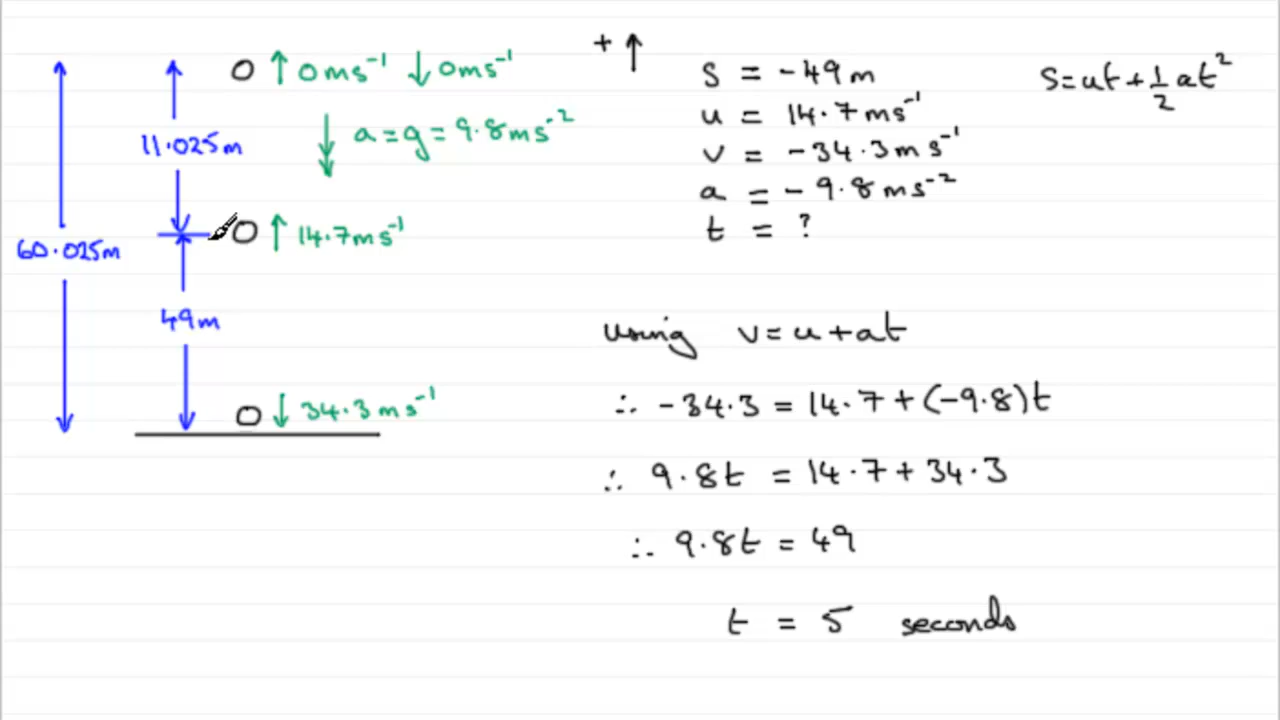 O ↑ 0ms⁻¹ ↓ 0ms⁻¹
a = g = 9.8ms⁻²
11.025m
O ↑ 14.7ms⁻¹
60.025m
49m
O ↓ 34.3ms⁻¹
+ ↑
s = -49m
u = 14.7ms⁻¹
v = -34.3ms⁻¹
a = -9.8ms⁻²
t = ?
s=ut+½at²
using v=u+at
∴ -34.3 = 14.7+(-9.8)t
∴ 9.8t = 14.7+34.3
∴ 9.8t = 49
t = 5 seconds